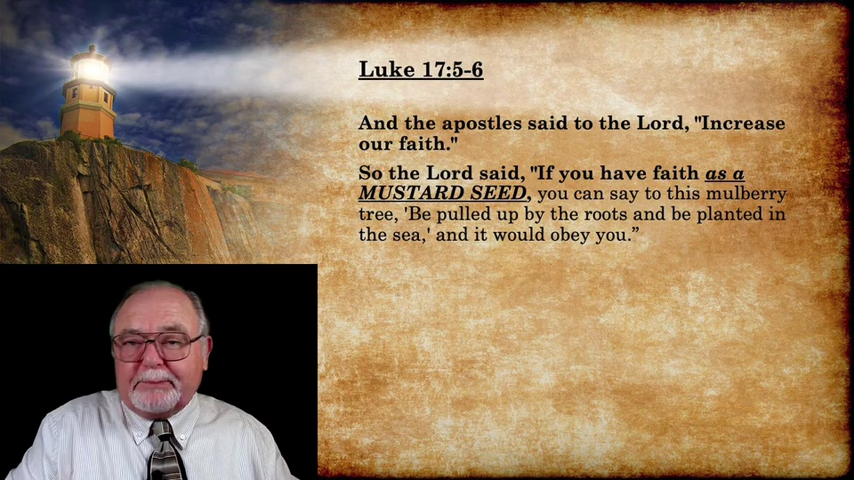 Luke 17:5-6
And the apostles said to the Lord, "Increase
our faith."
So the Lord said, "If you have faith as a
MUSTARD SEED, you can say to this mulberry
tree, 'Be pulled up by the roots and be planted in
the sea,' and it would obey you.”